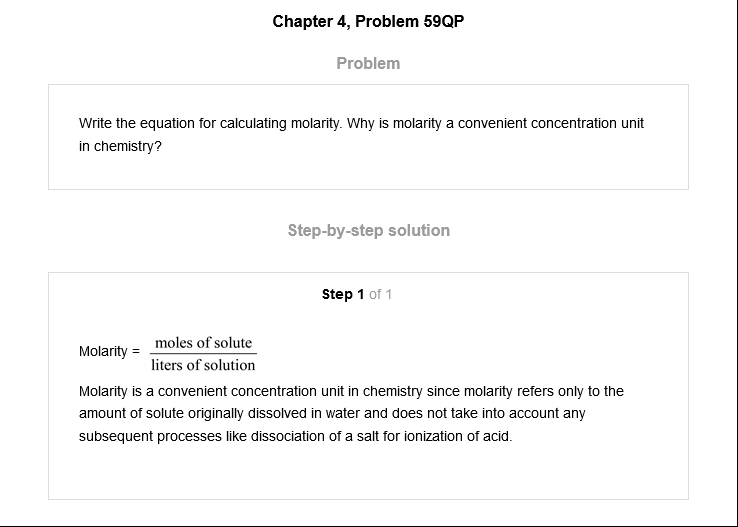 Chapter 4, Problem 59QP
Problem
Write the equation for calculating molarity. Why is molarity a convenient concentration unit
in chemistry?
Step-by-step solution
Step 1 of 1
Molarity = moles of solute
liters of solution
Molarity is a convenient concentration unit in chemistry since molarity refers only to the
amount of solute originally dissolved in water and does not take into account any
subsequent processes like dissociation of a salt for ionization of acid.